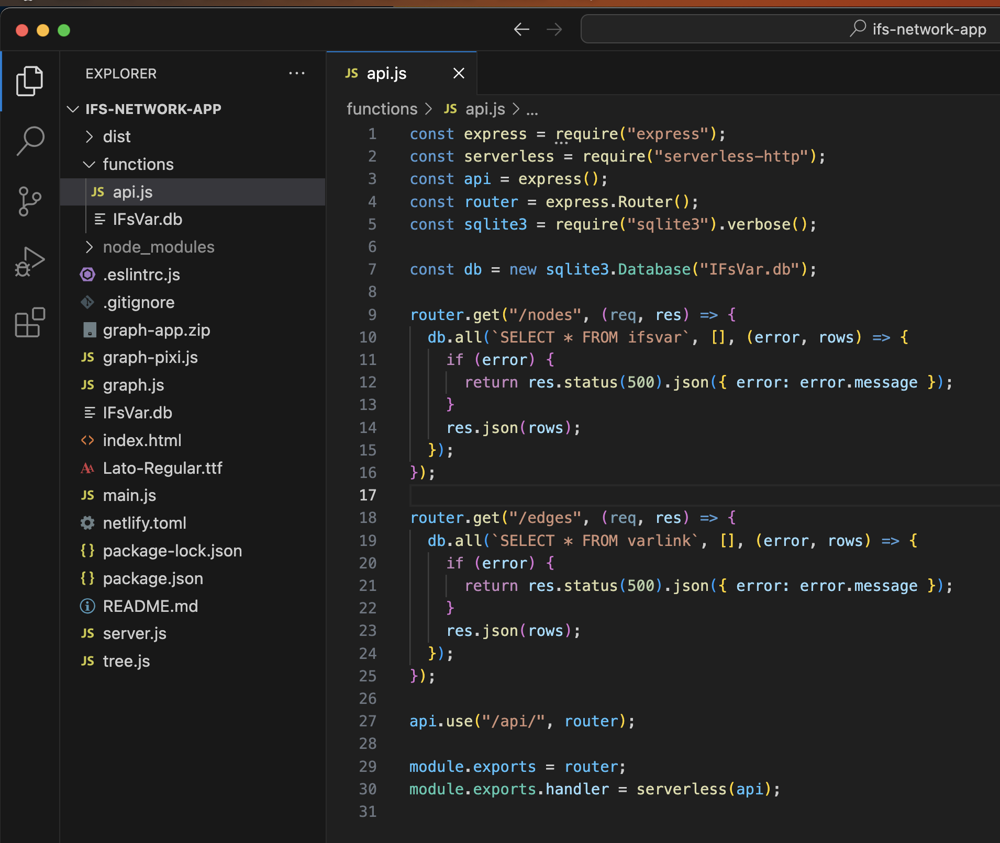 ifs-network-app
EXPLORER ...
IFS-NETWORK-APP
dist
functions
JS api.js
IFsVar.db
node_modules
.eslintrc.js
.gitignore
graph-app.zip
JS graph-pixi.js
JS graph.js
IFsVar.db
<> index.html
AA Lato-Regular.ttf
JS main.js
netlify.toml
{} package-lock.json
{} package.json
README.md
JS server.js
JS tree.js
JS api.js
functions > JS api.js > ...
1 const express = require("express");
2 const serverless = require("serverless-http");
3 const api = express();
4 const router = express.Router();
5 const sqlite3 = require("sqlite3").verbose();
6
7 const db = new sqlite3.Database("IFsVar.db");
8
9 router.get("/nodes", (req, res) => {
10 db.all(`SELECT * FROM ifsvar`, [], (error, rows) => {
11 if (error) {
12 return res.status(500).json({ error: error.message });
13 }
14 res.json(rows);
15 });
16 });
17
18 router.get("/edges", (req, res) => {
19 db.all(`SELECT * FROM varlink`, [], (error, rows) => {
20 if (error) {
21 return res.status(500).json({ error: error.message });
22 }
23 res.json(rows);
24 });
25 });
26
27 api.use("/api/", router);
28
29 module.exports = router;
30 module.exports.handler = serverless(api);
31